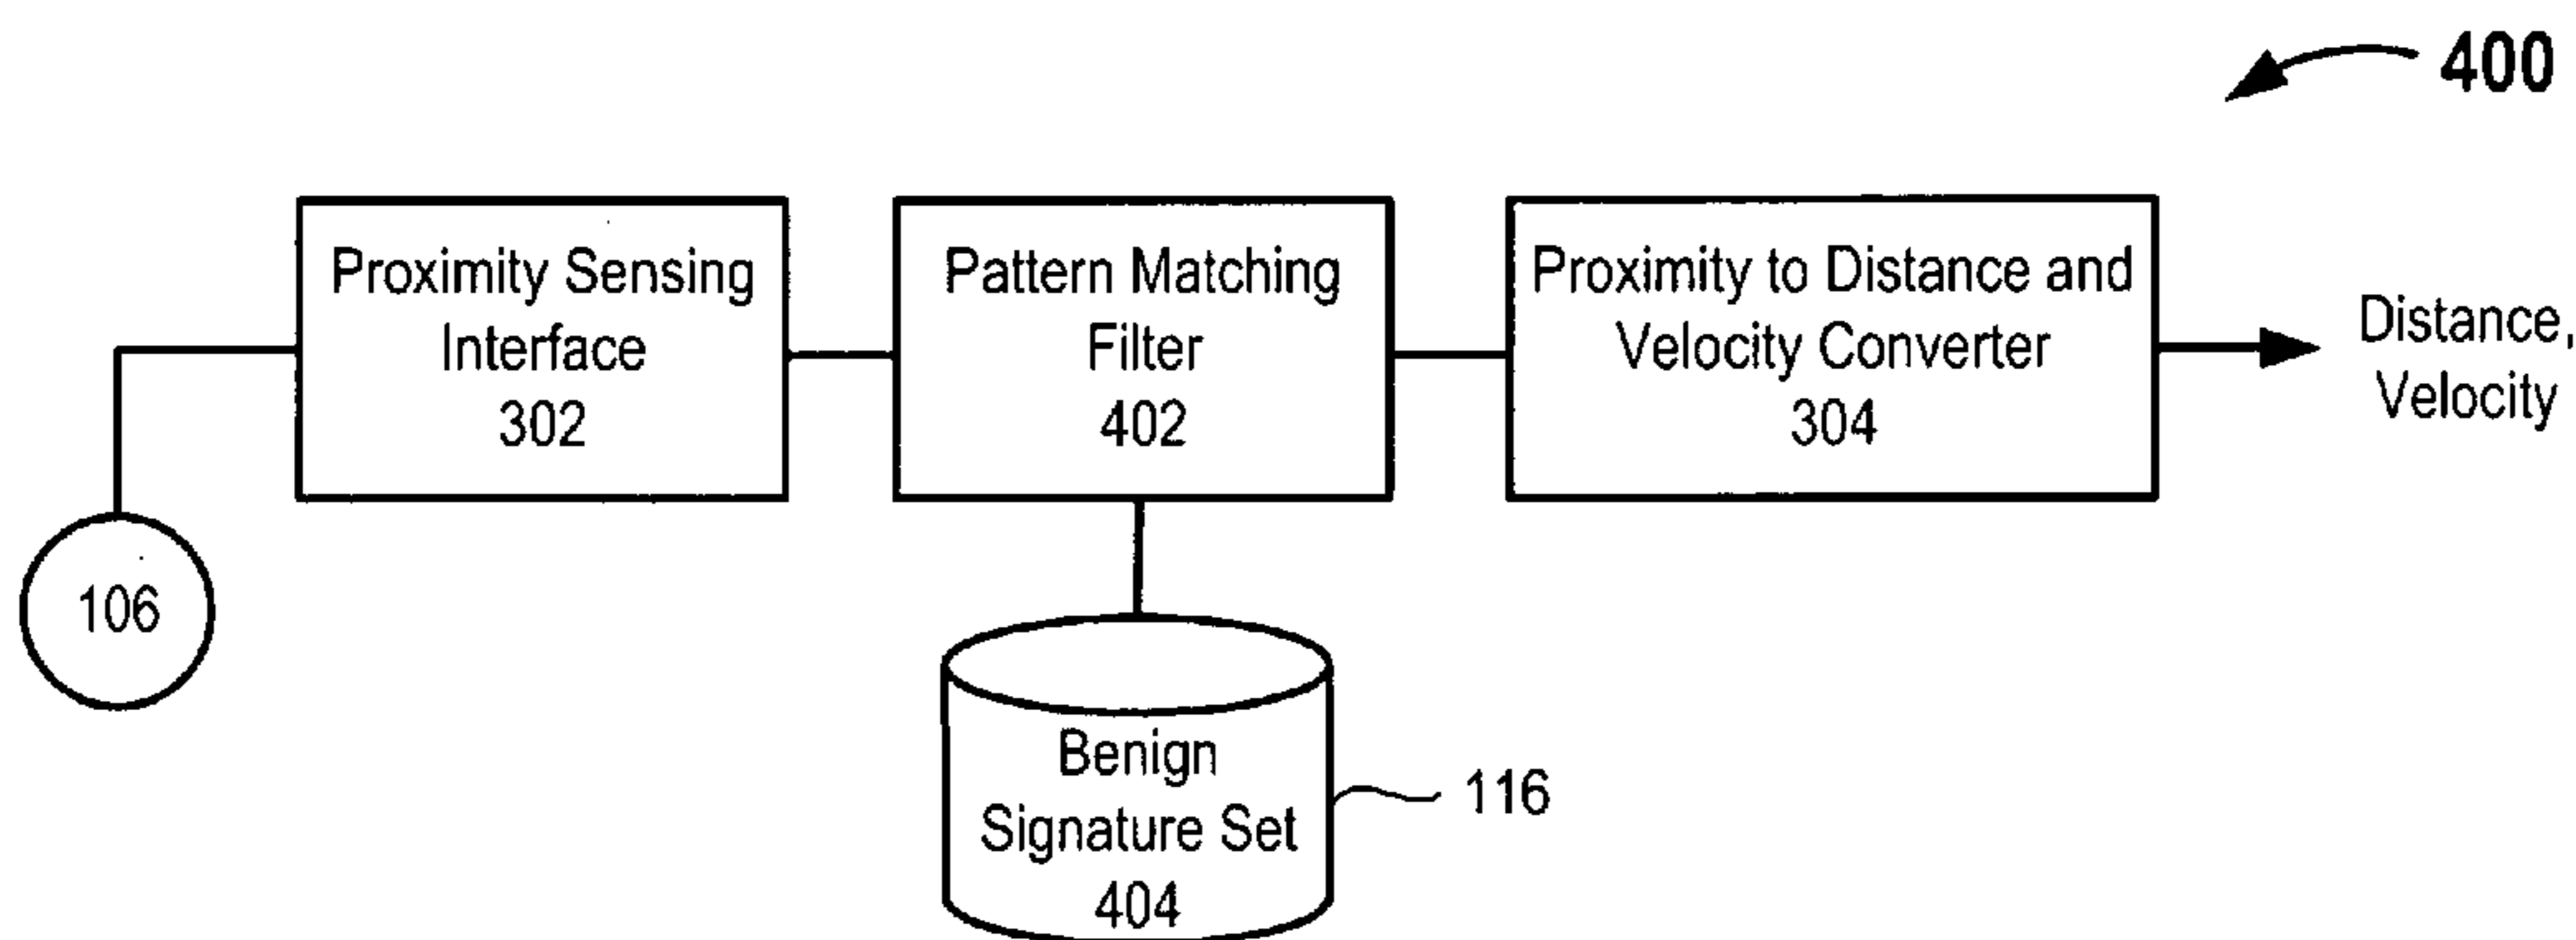 400
Proximity Sensing
Interface
302
Pattern Matching
Filter
402
Proximity to Distance and
Velocity Converter
304
Distance,
Velocity
106
Benign
Signature Set
404
116